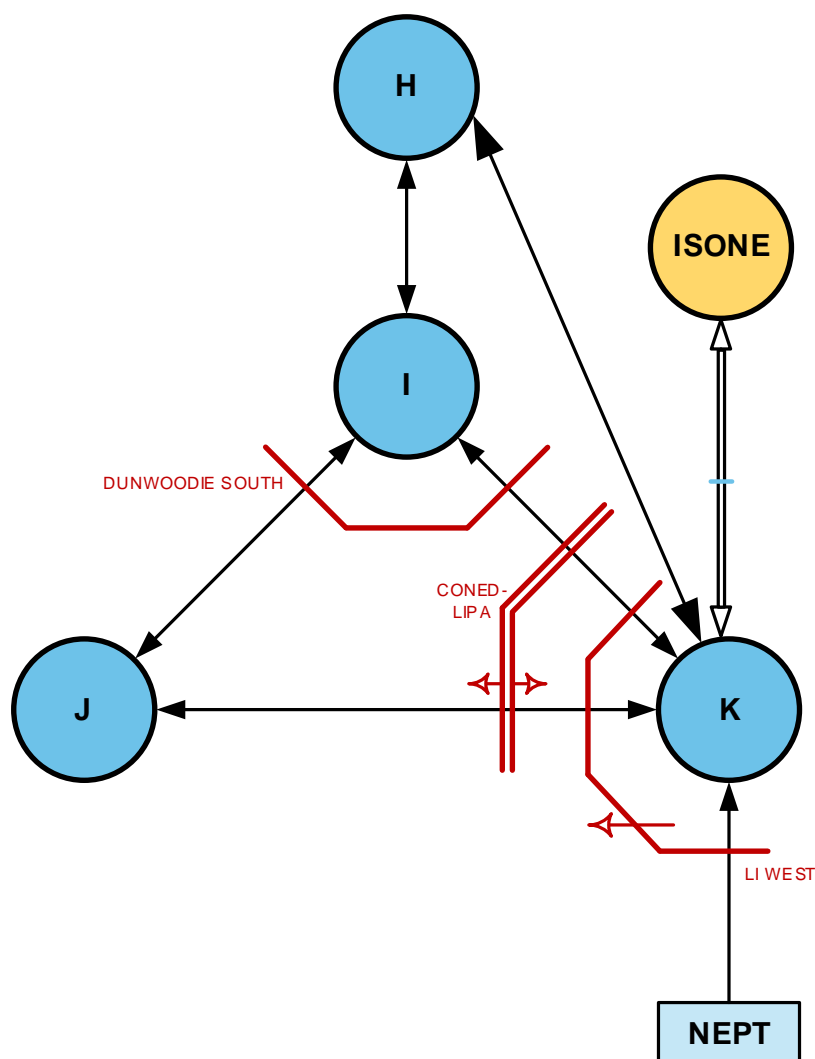 H
ISONE
I
DUNWOODIE SOUTH
CONED-
LIPA
J
K
LI WEST
NEPT